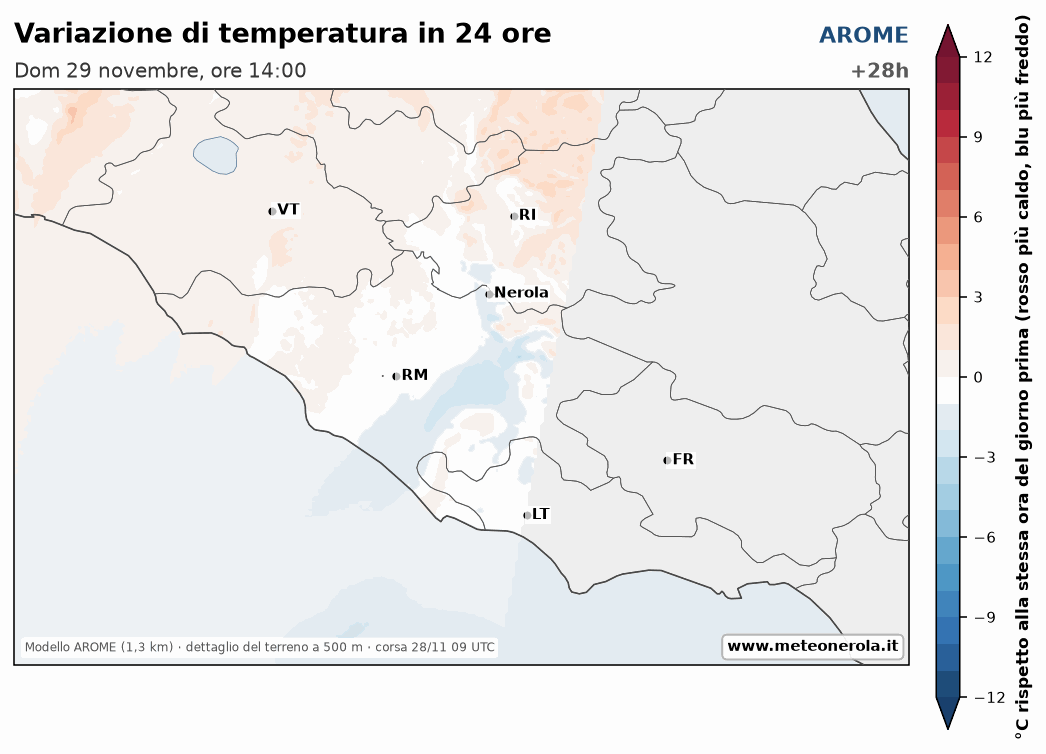 Variazione di temperatura in 24 ore
AROME
Dom 29 novembre, ore 14:00
+28h
VT
RI
Nerola
RM
FR
LT
Modello AROME (1,3 km) · dettaglio del terreno a 500 m · corsa 28/11 09 UTC
www.meteonerola.it
12
9
6
3
0
−3
−6
−9
−12
°C rispetto alla stessa ora del giorno prima (rosso più caldo, blu più freddo)